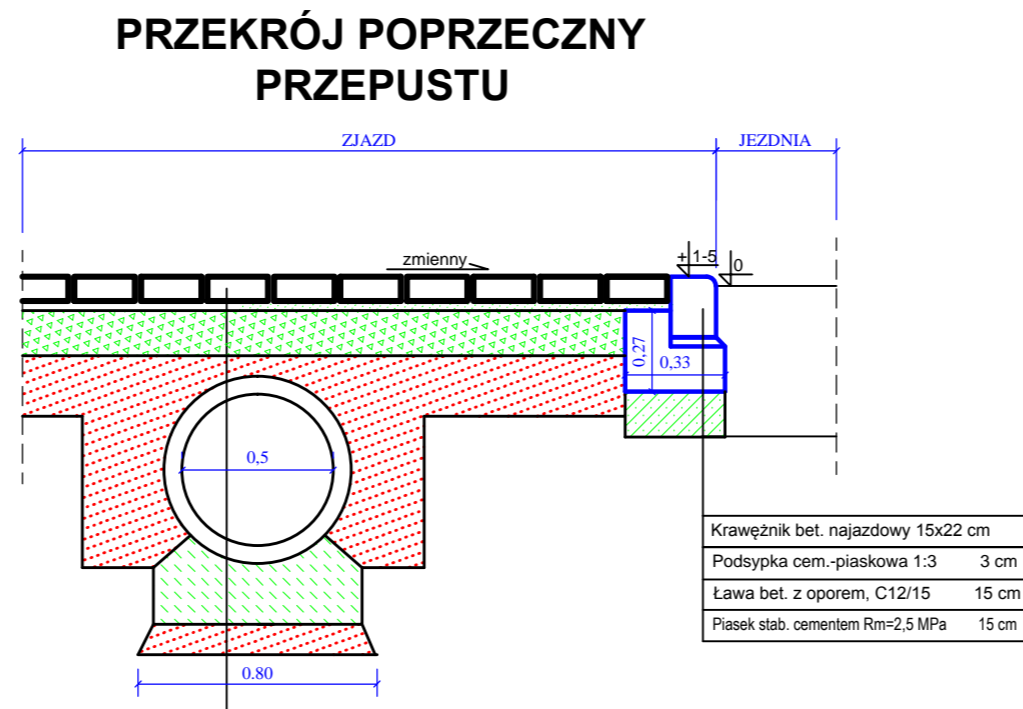 PRZEKRÓJ POPRZECZNY
PRZEPUSTU
ZJAZD
JEZDNIA
zmienny
+1-5
0
0,27
0,33
0,5
Krawężnik bet. najazdowy 15x22 cm
Podsypka cem.-piaskowa 1:3 3 cm
Ława bet. z oporem, C12/15 15 cm
Piasek stab. cementem Rm=2,5 MPa 15 cm
0.80